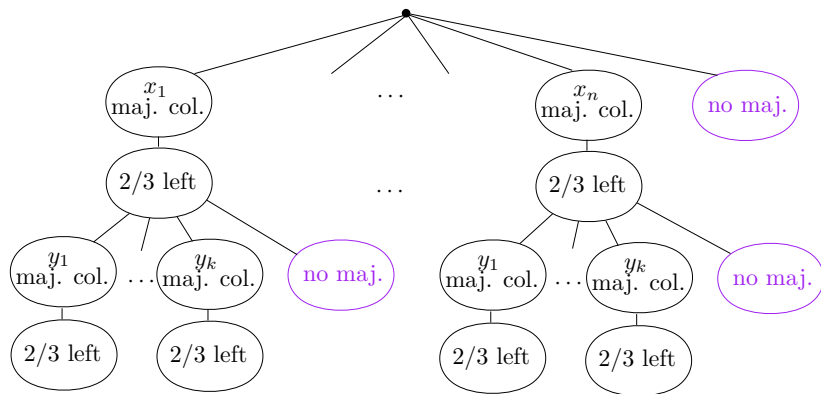 x₁
maj. col.
...
xₙ
maj. col.
no maj.
2/3 left
...
2/3 left
y₁
maj. col.
...
yₖ
maj. col.
no maj.
y₁
maj. col.
...
yₖ
maj. col.
no maj.
2/3 left
2/3 left
2/3 left
2/3 left